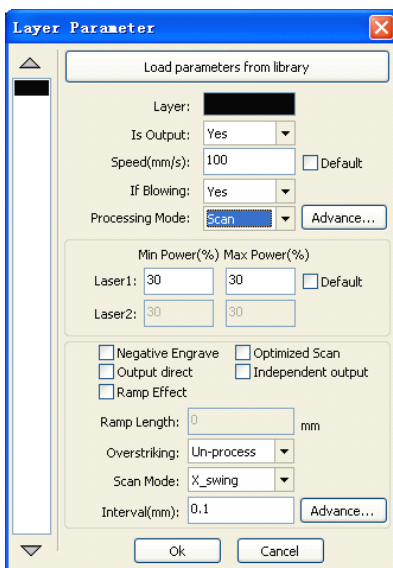 Layer Parameter
Load parameters from library
Layer:
Is Output: Yes
Speed(mm/s): 100 Default
If Blowing: Yes
Processing Mode: Scan Advance...
Min Power(%) Max Power(%)
Laser1: 30 30 Default
Laser2: 30 30
Negative Engrave Optimized Scan
Output direct Independent output
Ramp Effect
Ramp Length: 0 mm
Overstriking: Un-process
Scan Mode: X_swing
Interval(mm): 0.1 Advance...
Ok Cancel